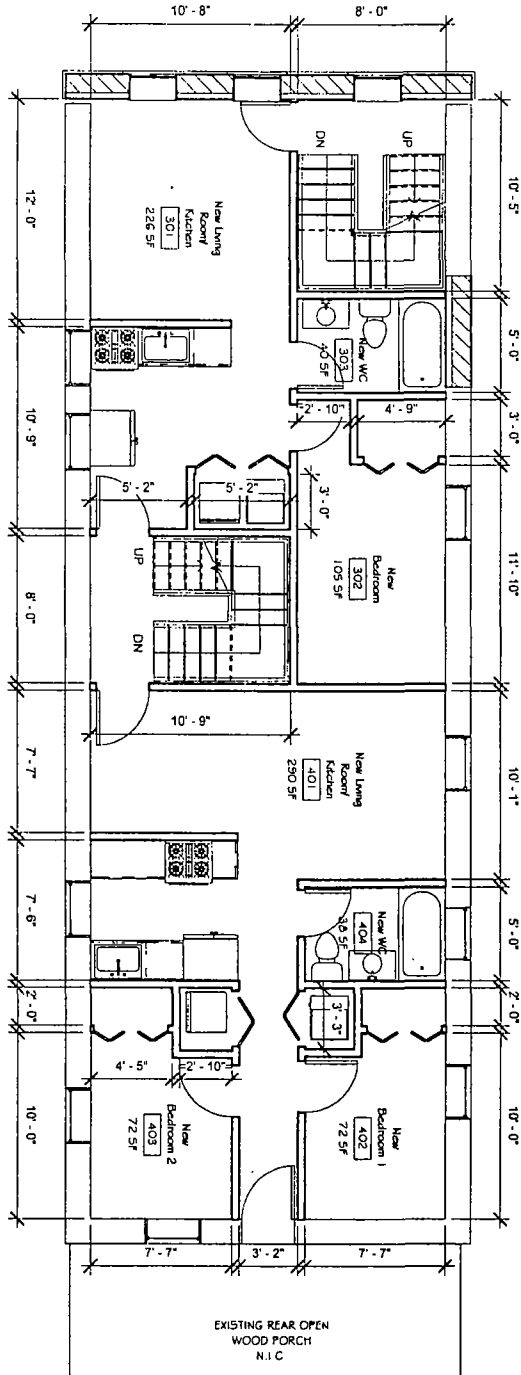 10' - 8"
8' - 0"
12' - 0"
10' - 9"
8' - 0"
7' - 7"
7' - 6"
2' - 0"
10' - 0"
10' - 5"
5' - 0"
3' - 0"
11' - 10"
10' - 1"
5' - 0"
2' - 0"
10' - 0"
DN
UP
New Living
Room/
Kitchen
301
226 SF
New WC
303
40 SF
2' - 10"
4' - 9"
5' - 2"
5' - 2"
3' - 0"
New
Bedroom
302
105 SF
UP
DN
10' - 9"
New Living
Room/
Kitchen
401
290 SF
New WC
404
38 SF
3' - 3"
4' - 5"
2' - 10"
New
Bedroom 2
403
72 SF
New
Bedroom 1
402
72 SF
7' - 7"
3' - 2"
7' - 7"
EXISTING REAR OPEN
WOOD PORCH
N.I C